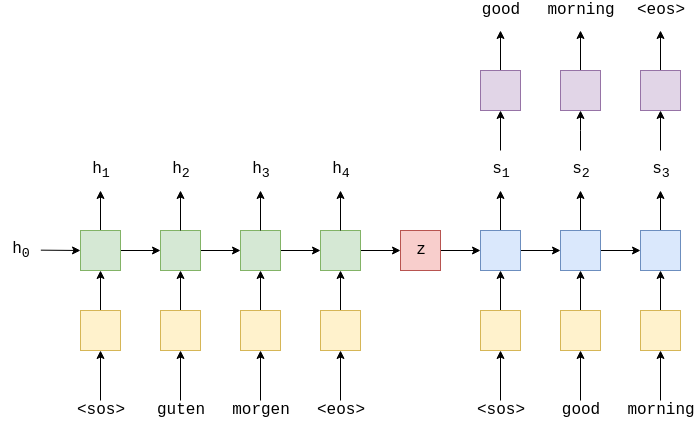 good morning <eos>
h₁ h₂ h₃ h₄ s₁ s₂ s₃
h₀ z
<sos> guten morgen <eos> <sos> good morning